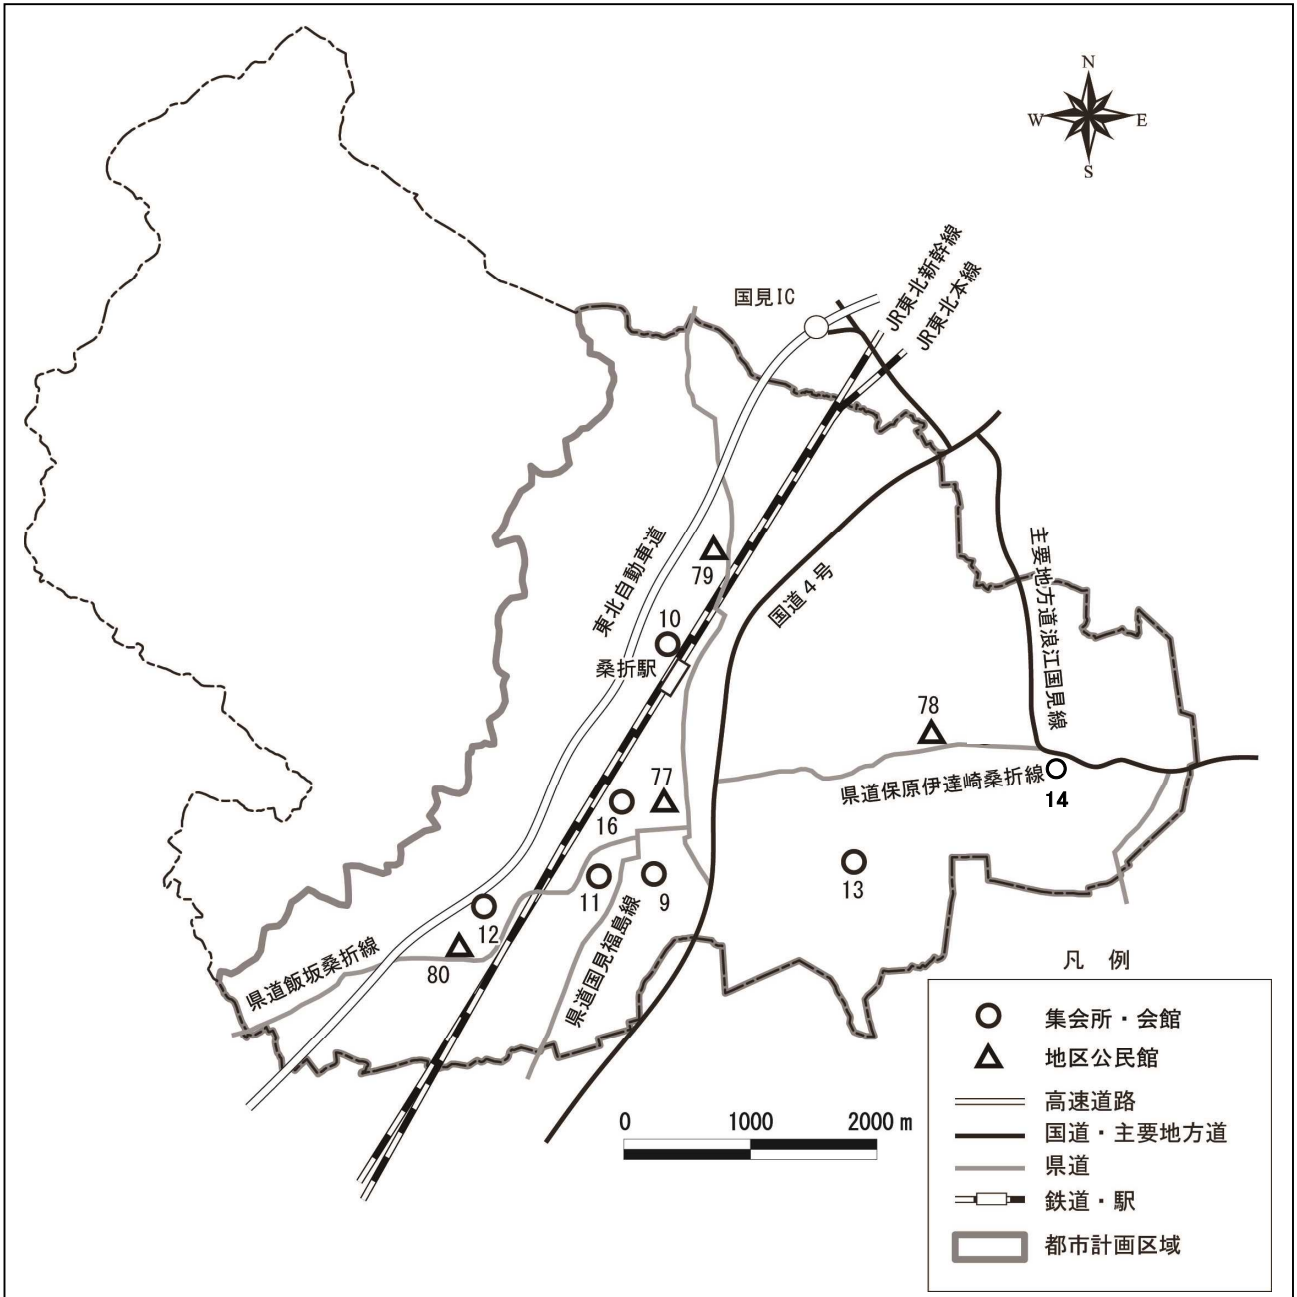 N
W
E
S
JR東北新幹線
JR東北本線
国見IC
東北自動車道
79
国道4号
主要地方道浪江国見線
10
桑折駅
78
77
県道保原伊達崎桑折線
14
16
13
11
9
12
県道国見福島線
80
県道飯坂桑折線
凡 例
集会所・会館
地区公民館
高速道路
国道・主要地方道
県道
鉄道・駅
都市計画区域
0 1000 2000 m